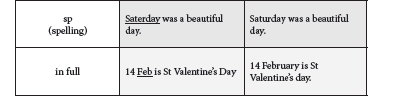 sp
(spelling)
Saterday was a beautiful
day.
Saturday was a beautiful
day.
in full
14 Feb is St Valentine's Day
14 February is St
Valentine's day.